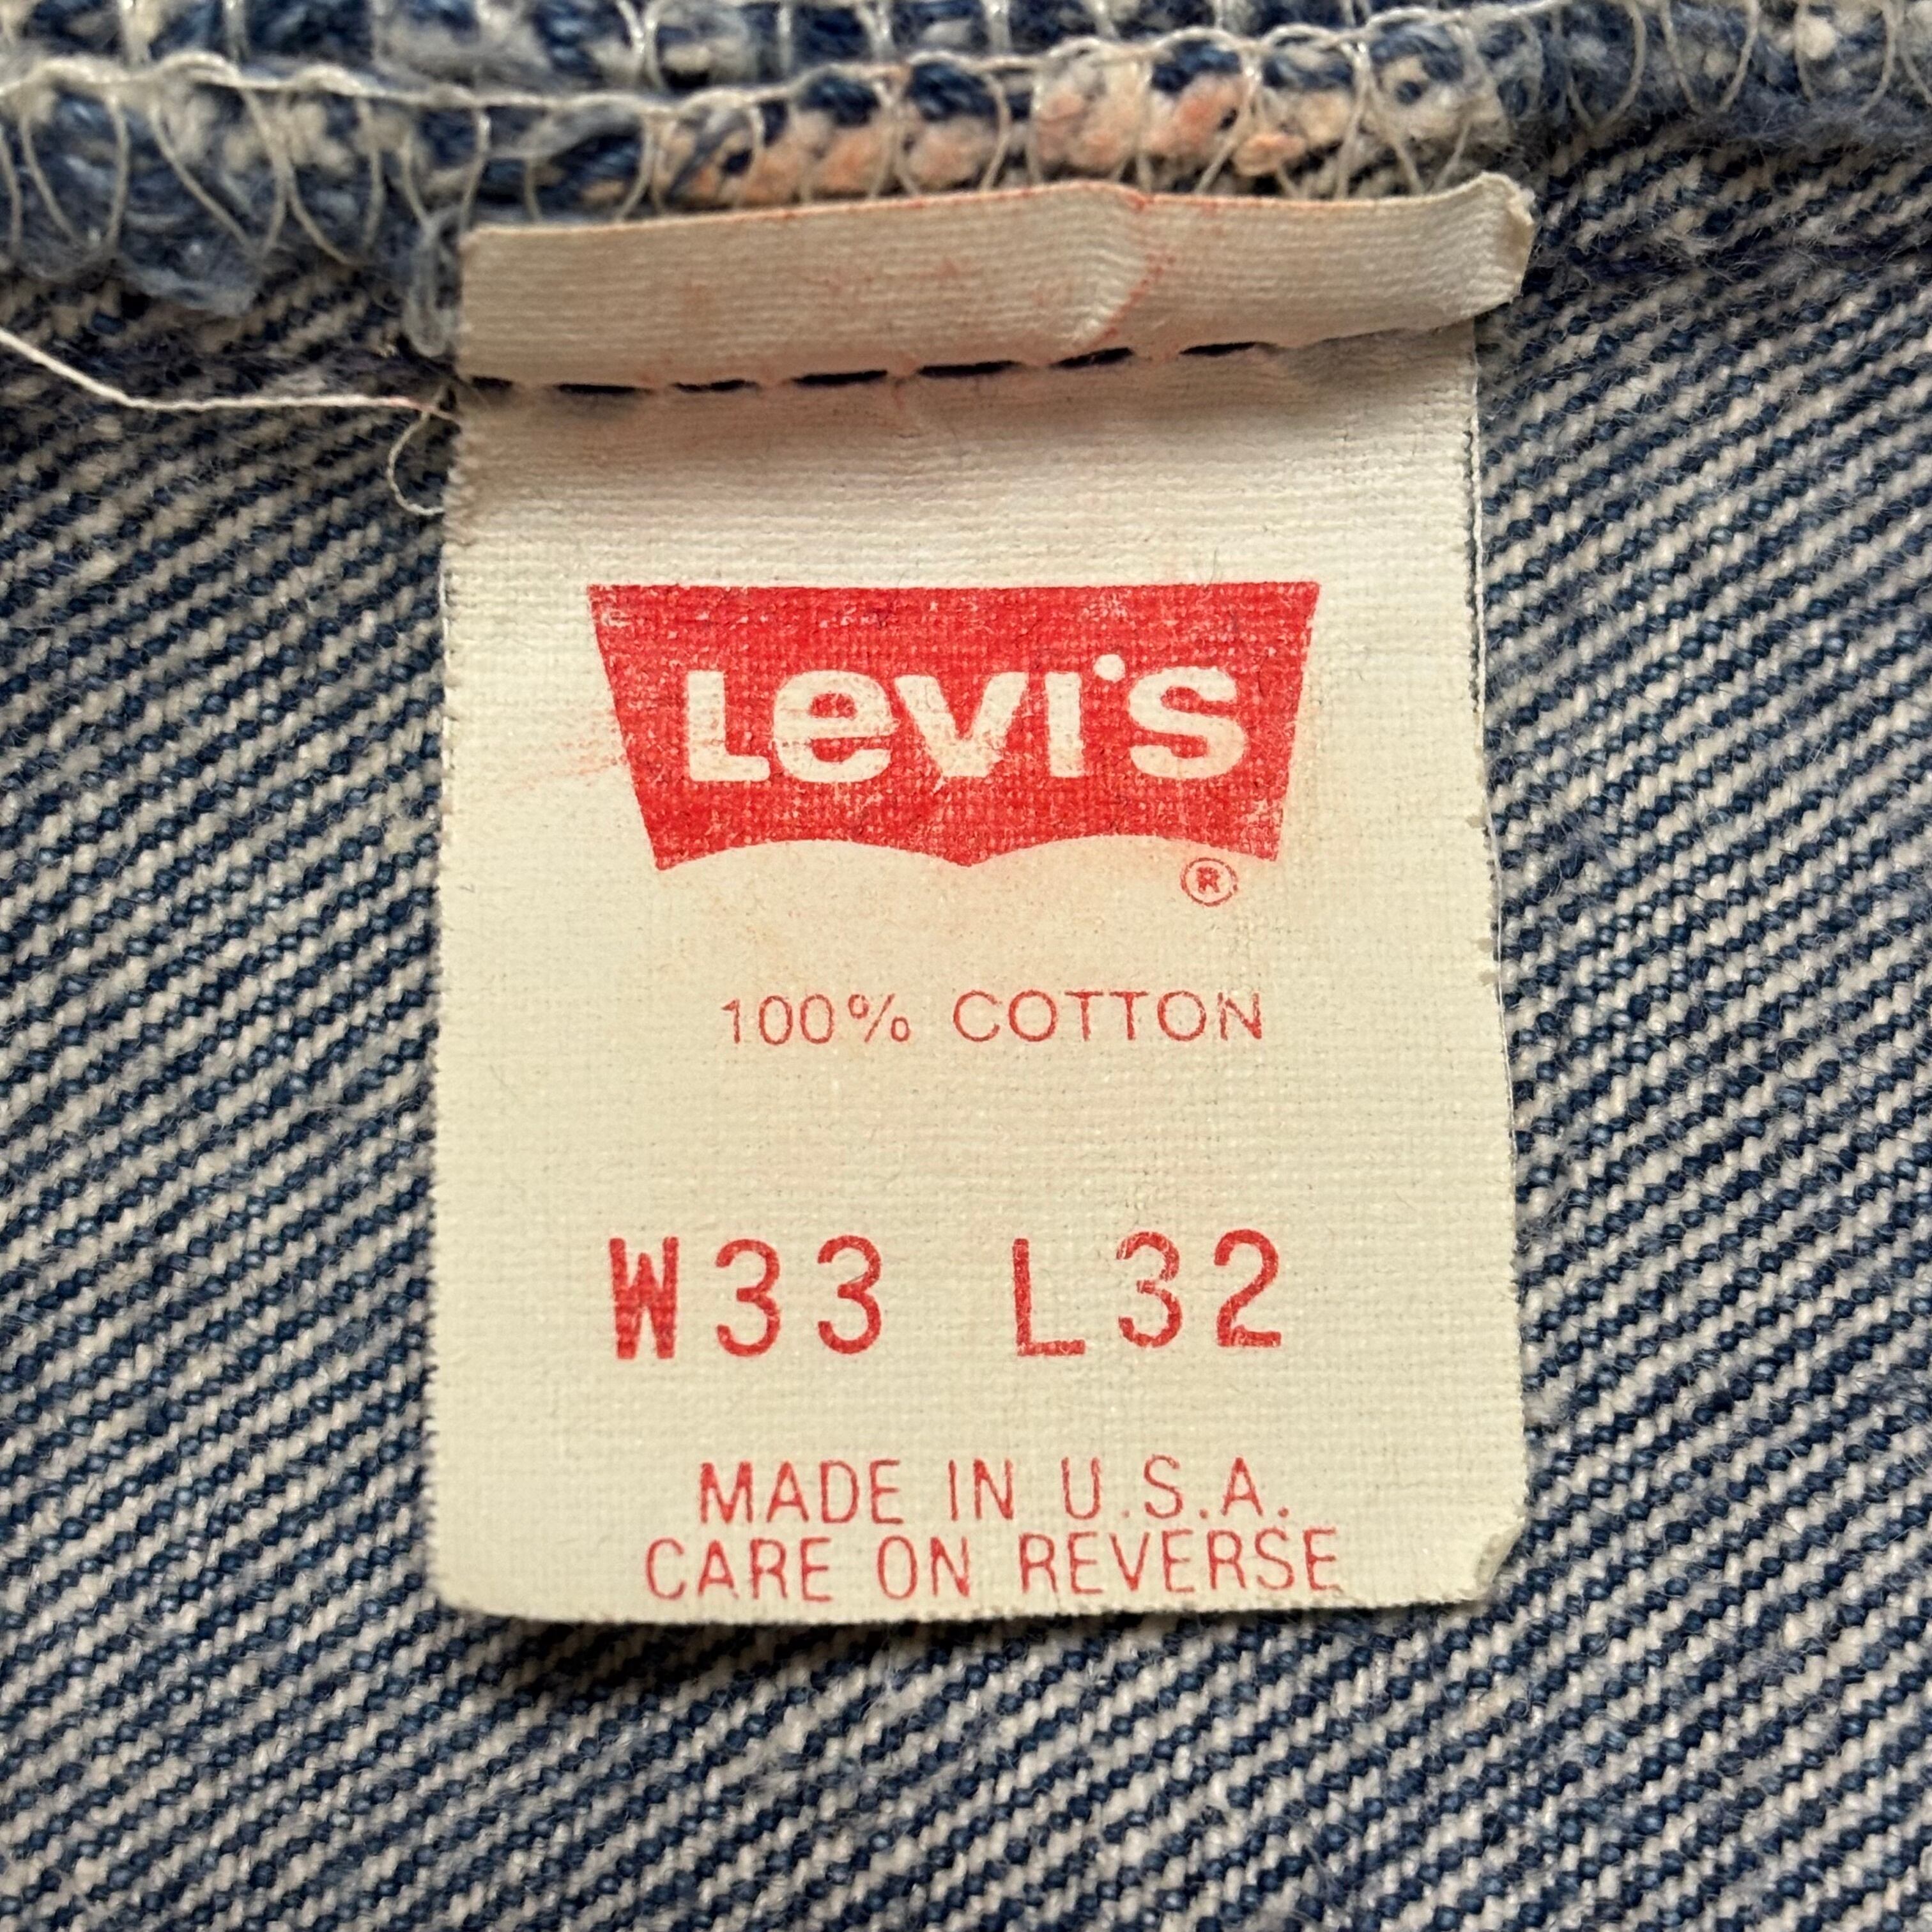 Levi's
®
100% COTTON
W33 L32
MADE IN U.S.A.
CARE ON REVERSE